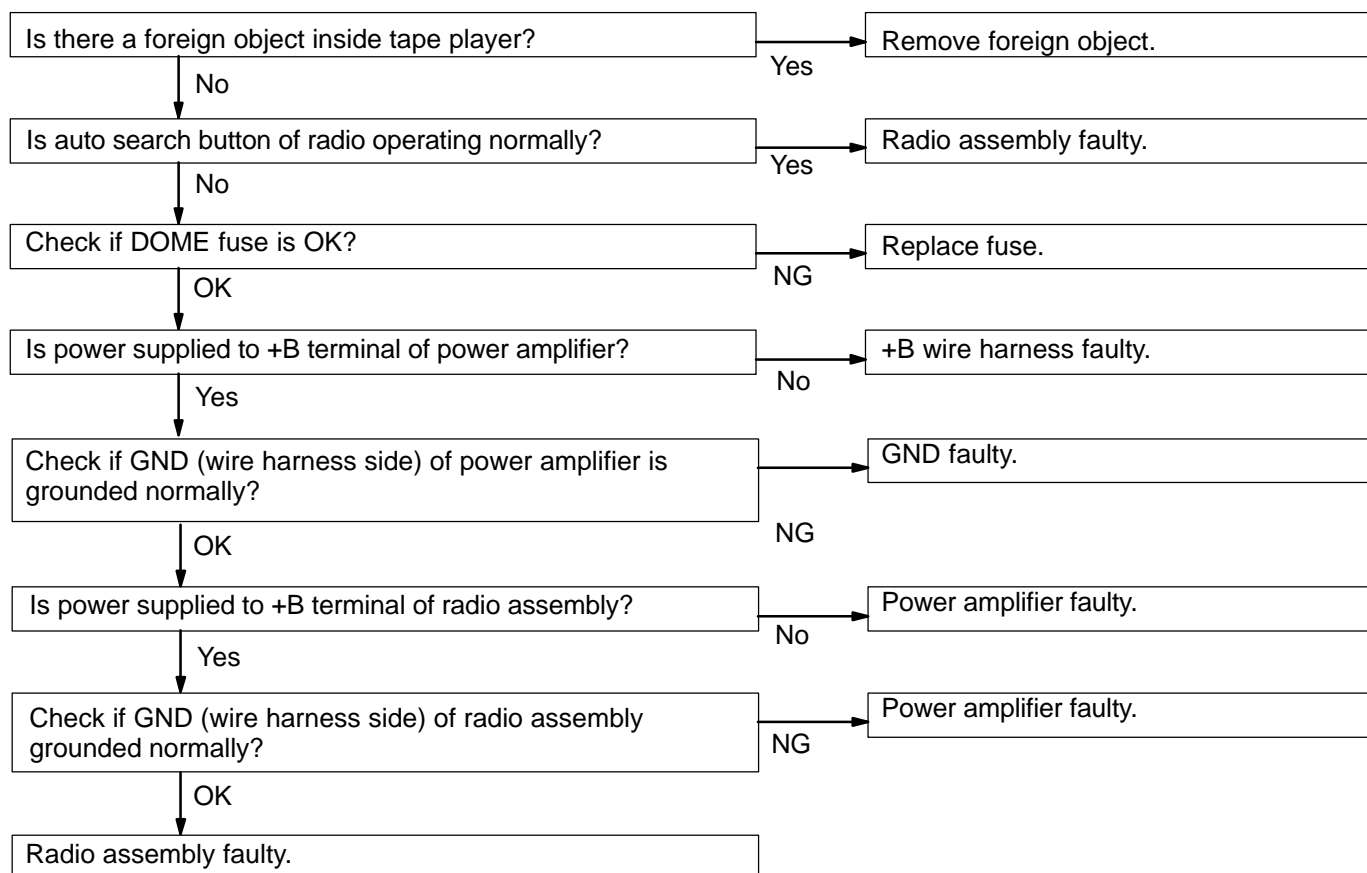 Is there a foreign object inside tape player?
Yes
Remove foreign object.
No
Is auto search button of radio operating normally?
Yes
Radio assembly faulty.
No
Check if DOME fuse is OK?
NG
Replace fuse.
OK
Is power supplied to +B terminal of power amplifier?
No
+B wire harness faulty.
Yes
Check if GND (wire harness side) of power amplifier is
grounded normally?
NG
GND faulty.
OK
Is power supplied to +B terminal of radio assembly?
No
Power amplifier faulty.
Yes
Check if GND (wire harness side) of radio assembly
grounded normally?
NG
Power amplifier faulty.
OK
Radio assembly faulty.